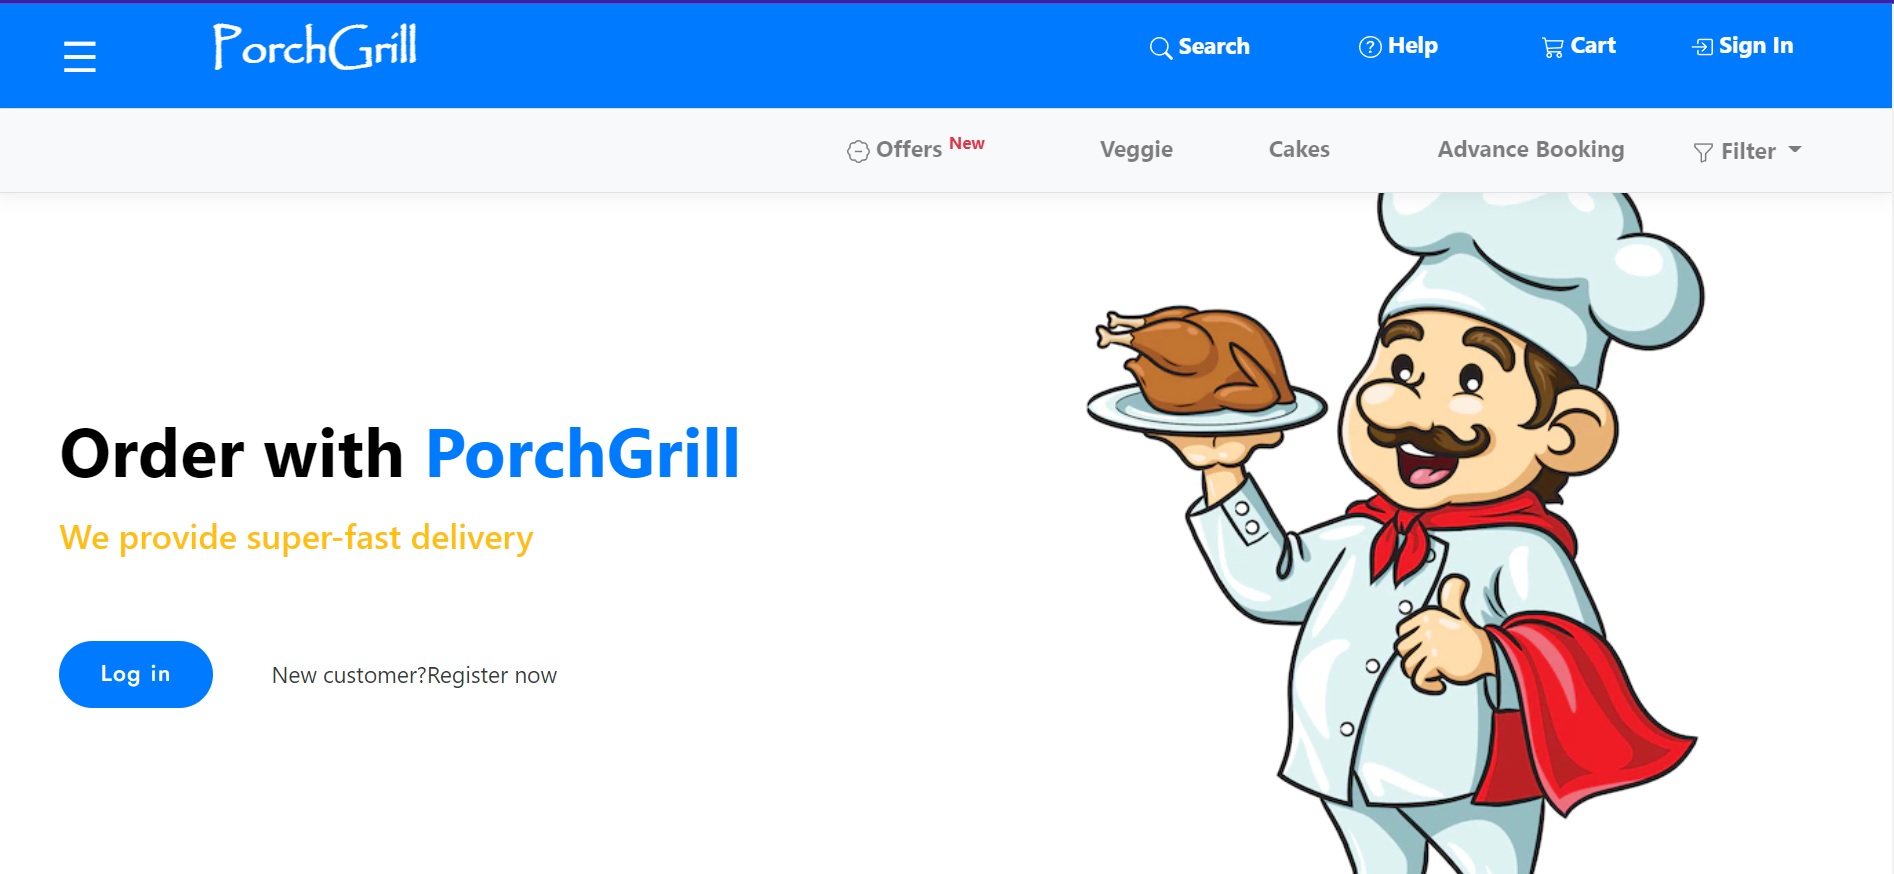 PorchGrill Search Help Cart Sign In
Offers New Veggie Cakes Advance Booking Filter
Order with PorchGrill
We provide super-fast delivery
Log in New customer?Register now